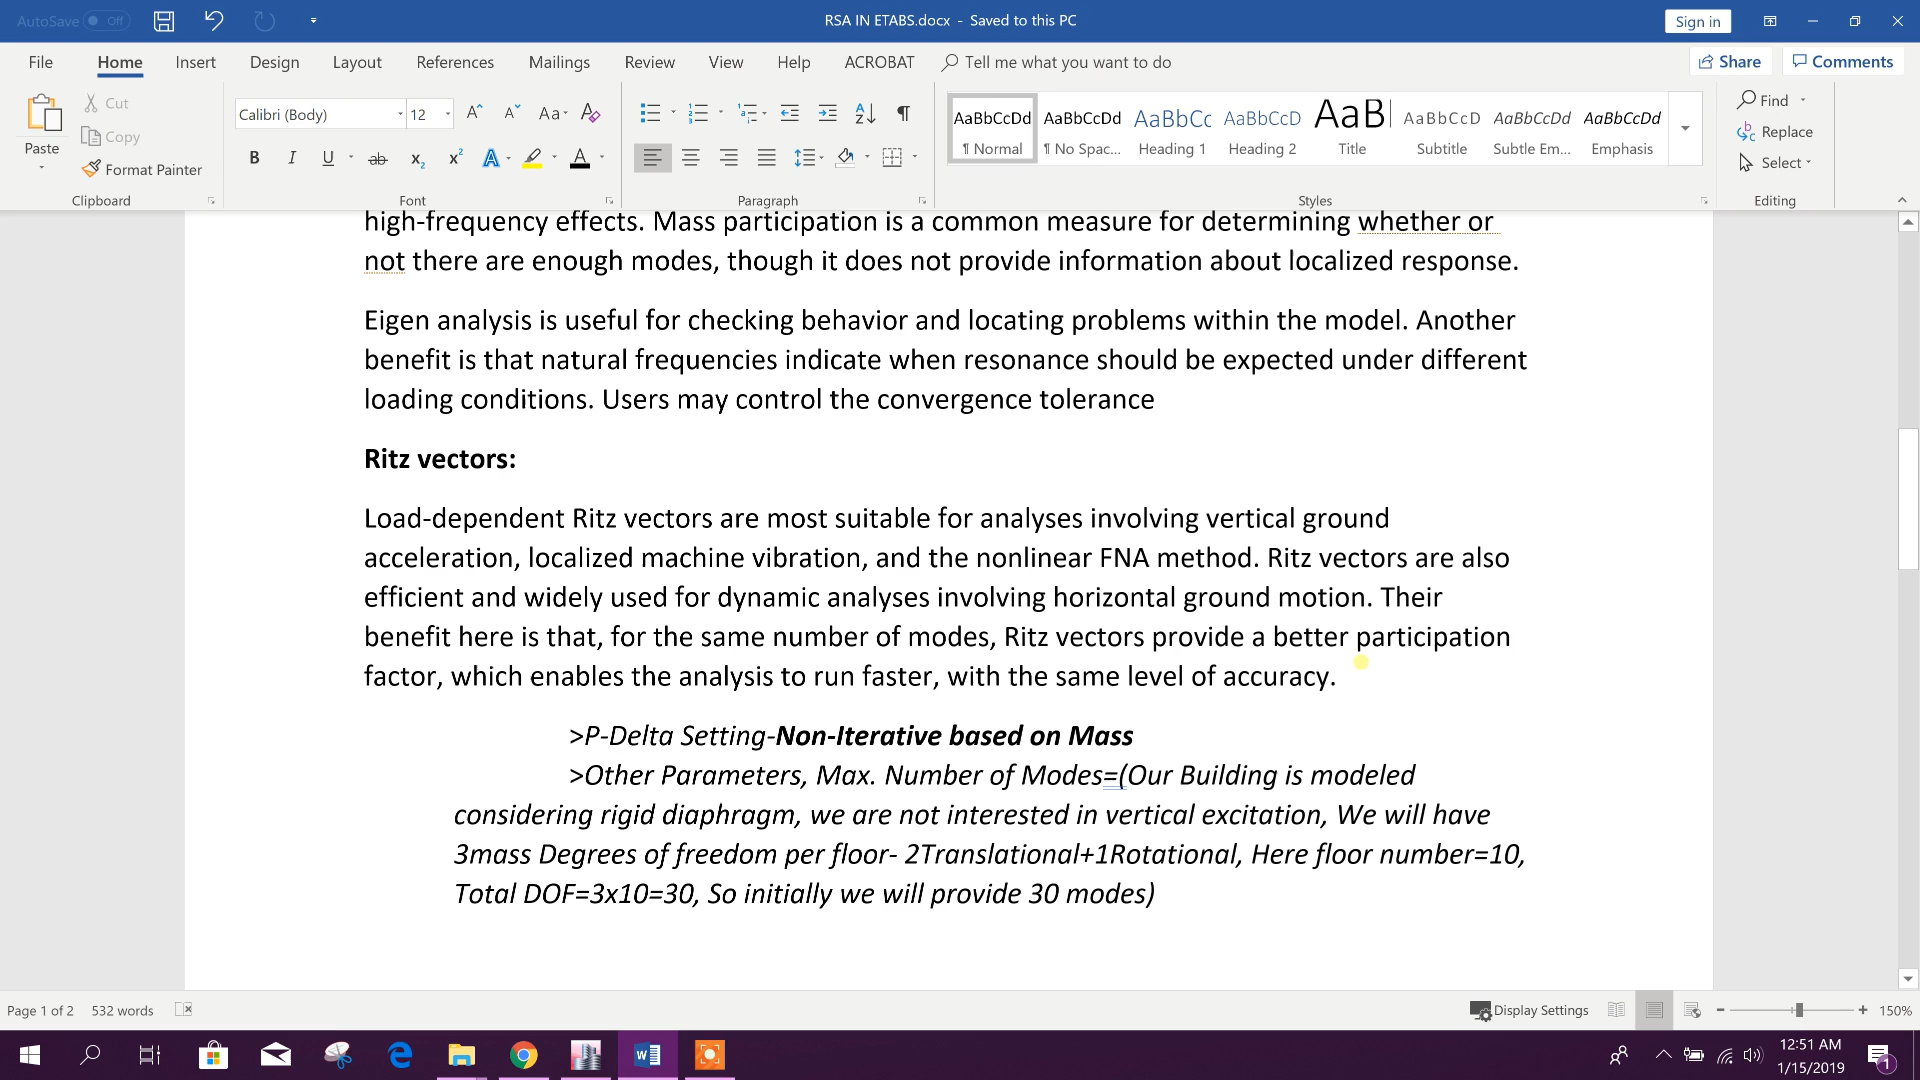 AutoSave Off RSA IN ETABS.docx - Saved to this PC Sign in
File Home Insert Design Layout References Mailings Review View Help ACROBAT Tell me what you want to do Share Comments
Paste
Cut
Copy
Format Painter
Clipboard
Calibri (Body) 12
Font
Paragraph
AaBbCcDd AaBbCcDd AaBbCc AaBbCcD AaB AaBbCcD AaBbCcDd AaBbCcDd
¶ Normal ¶ No Spac... Heading 1 Heading 2 Title Subtitle Subtle Em... Emphasis
Styles
Find
Replace
Select
Editing
high-frequency effects. Mass participation is a common measure for determining whether or
not there are enough modes, though it does not provide information about localized response.
Eigen analysis is useful for checking behavior and locating problems within the model. Another
benefit is that natural frequencies indicate when resonance should be expected under different
loading conditions. Users may control the convergence tolerance
Ritz vectors:
Load-dependent Ritz vectors are most suitable for analyses involving vertical ground
acceleration, localized machine vibration, and the nonlinear FNA method. Ritz vectors are also
efficient and widely used for dynamic analyses involving horizontal ground motion. Their
benefit here is that, for the same number of modes, Ritz vectors provide a better participation
factor, which enables the analysis to run faster, with the same level of accuracy.
>P-Delta Setting-Non-Iterative based on Mass
>Other Parameters, Max. Number of Modes=(Our Building is modeled
considering rigid diaphragm, we are not interested in vertical excitation, We will have
3mass Degrees of freedom per floor- 2Translational+1Rotational, Here floor number=10,
Total DOF=3x10=30, So initially we will provide 30 modes)
Page 1 of 2 532 words Display Settings 150%
12:51 AM
1/15/2019
1